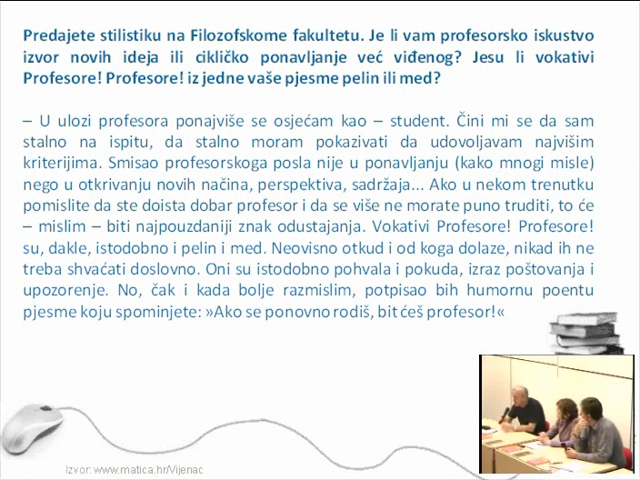 Predajete stilistiku na Filozofskome fakultetu. Je li vam profesorsko iskustvo
izvor novih ideja ili cikličko ponavljanje već viđenog? Jesu li vokativi
Profesore! Profesore! iz jedne vaše pjesme pelin ili med?
– U ulozi profesora ponajviše se osjećam kao – student. Čini mi se da sam
stalno na ispitu, da stalno moram pokazivati da udovoljavam najvišim
kriterijima. Smisao profesorskoga posla nije u ponavljanju (kako mnogi misle)
nego u otkrivanju novih načina, perspektiva, sadržaja... Ako u nekom trenutku
pomislite da ste doista dobar profesor i da se više ne morate puno truditi, to će
– mislim – biti najpouzdaniji znak odustajanja. Vokativi Profesore! Profesore!
su, dakle, istodobno i pelin i med. Neovisno otkud i od koga dolaze, nikad ih ne
treba shvaćati doslovno. Oni su istodobno pohvala i pokuda, izraz poštovanja i
upozorenje. No, čak i kada bolje razmislim, potpisao bih humornu poentu
pjesme koju spominjete: »Ako se ponovno rodiš, bit ćeš profesor!«
Izvor: www.matica.hr/Vijenac